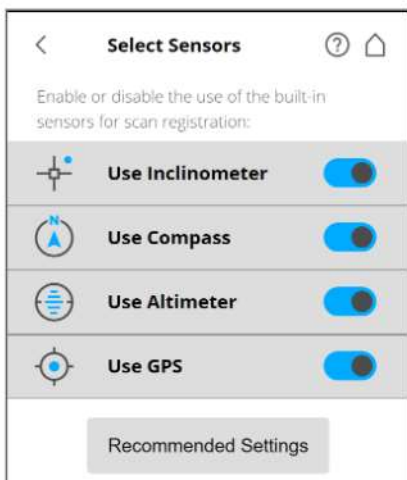 Select Sensors
Enable or disable the use of the built-in
sensors for scan registration:
Use Inclinometer
N
Use Compass
Use Altimeter
Use GPS
Recommended Settings